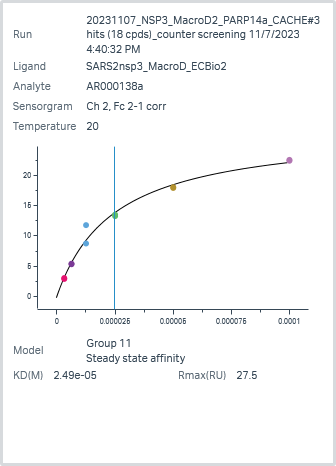 Run 20231107_NSP3_MacroD2_PARP14a_CACHE#3
hits (18 cpds)_counter screening 11/7/2023
4:40:32 PM
Ligand SARS2nsp3_MacroD_ECBio2
Analyte AR000138a
Sensorgram Ch 2, Fc 2-1 corr
Temperature 20
20
15
10
5
0
0 0.000025 0.00005 0.000075 0.0001
Model Group 11
Steady state affinity
KD(M) 2.49e-05 Rmax(RU) 27.5